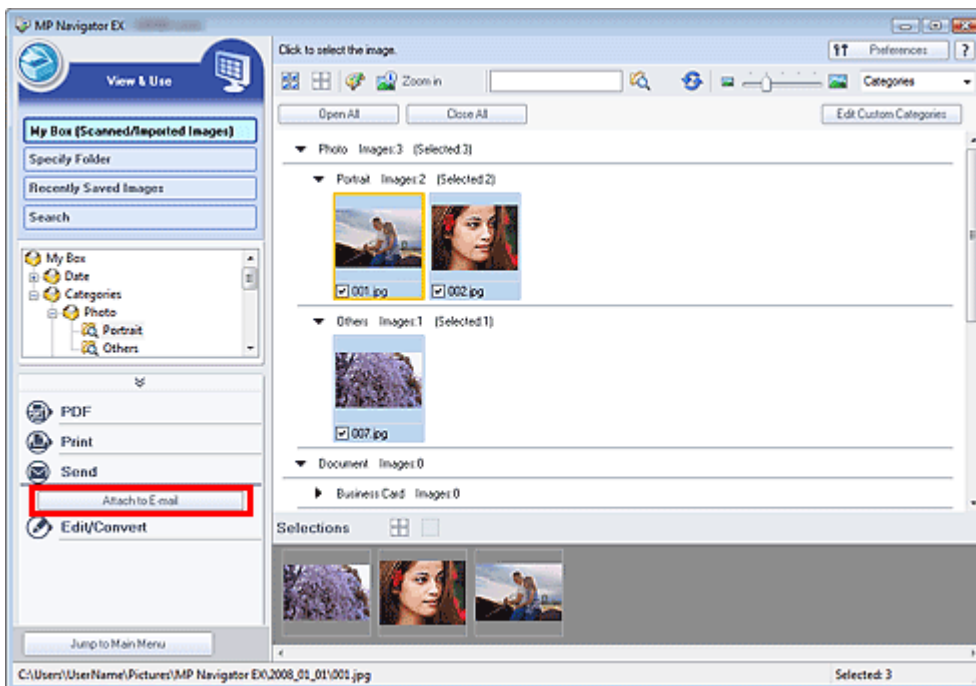 MP Navigator EX
View & Use
My Box (Scanned/Imported Images)
Specify Folder
Recently Saved Images
Search
My Box
Date
Categories
Photo
Portrait
Others
PDF
Print
Send
Attach to E-mail
Edit/Convert
Jump to Main Menu
Click to select the image.
Preferences ?
Zoom in
Categories
Open All Close All Edit Custom Categories
Photo Images:3 (Selected:3)
Portrait Images:2 (Selected:2)
001.jpg 002.jpg
Others Images:1 (Selected:1)
007.jpg
Document Images:0
Business Card Images:0
Selections
C:\Users\UserName\Pictures\MP Navigator EX\2008_01_01\001.jpg Selected: 3